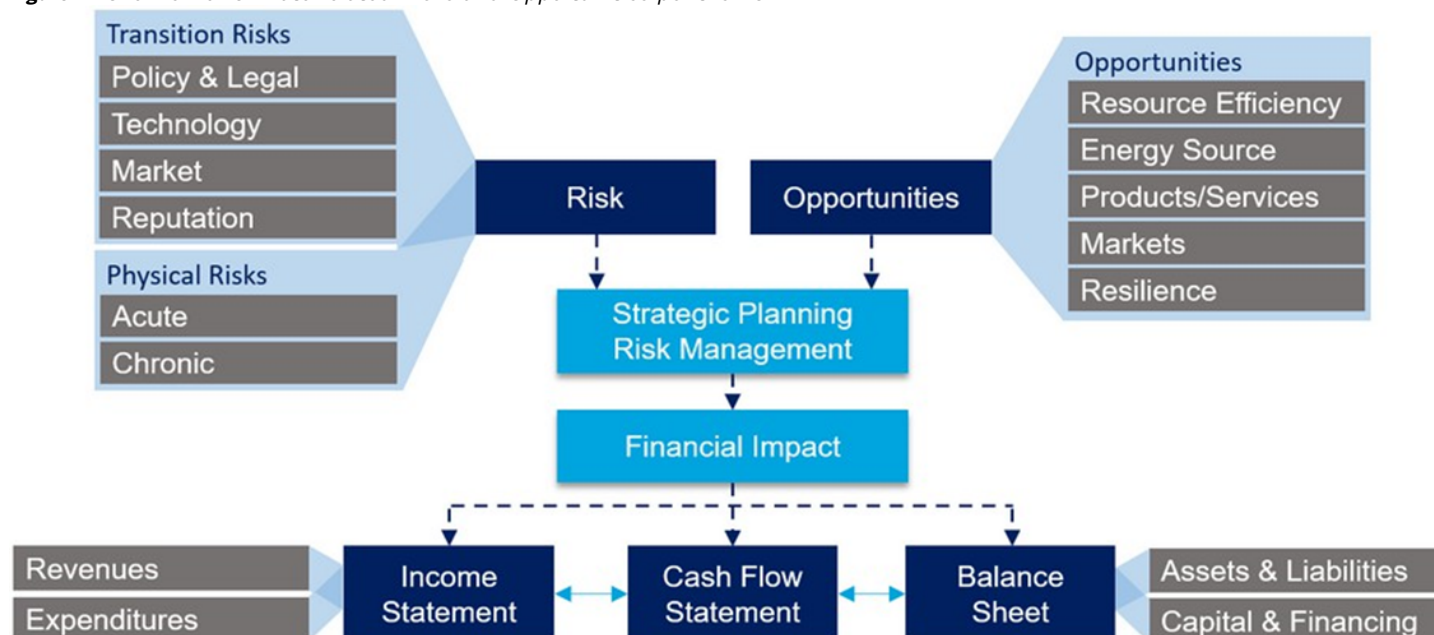 Transition Risks
Policy & Legal
Technology
Market
Reputation
Physical Risks
Acute
Chronic
Risk
Opportunities
Opportunities
Resource Efficiency
Energy Source
Products/Services
Markets
Resilience
Strategic Planning
Risk Management
Financial Impact
Revenues
Expenditures
Income
Statement
Cash Flow
Statement
Balance
Sheet
Assets & Liabilities
Capital & Financing